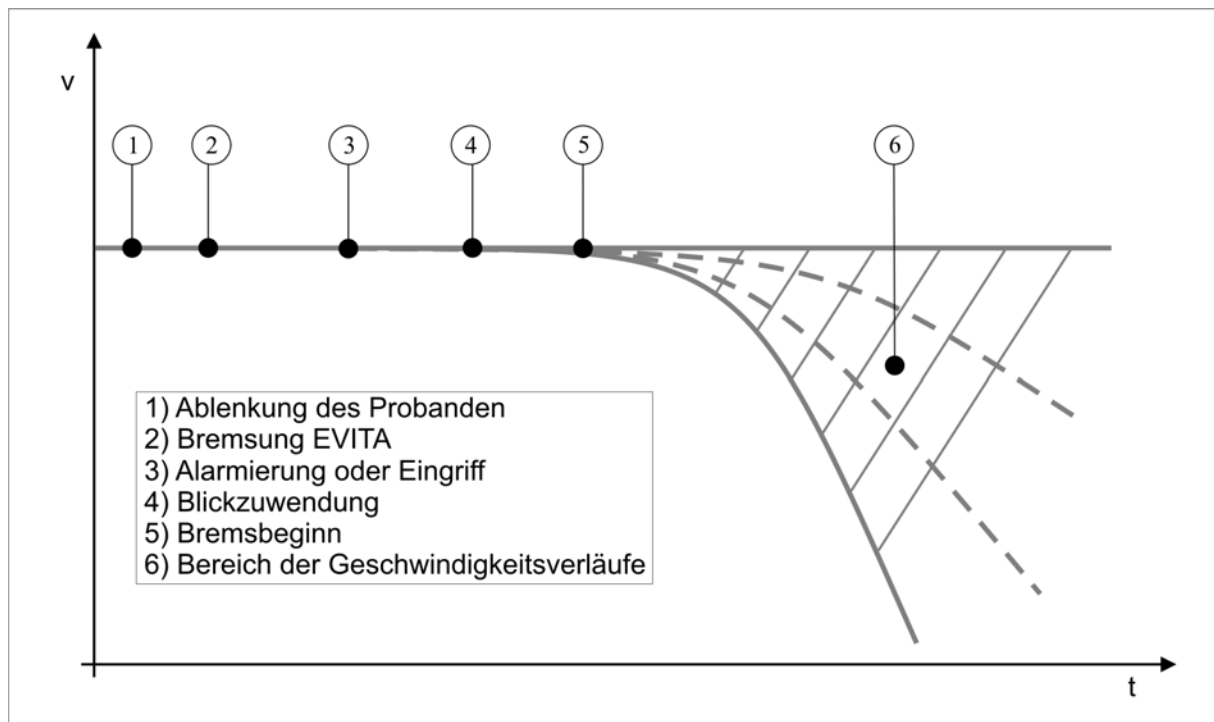 v
1 2 3 4 5 6
1) Ablenkung des Probanden
2) Bremsung EVITA
3) Alarmierung oder Eingriff
4) Blickzuwendung
5) Bremsbeginn
6) Bereich der Geschwindigkeitsverläufe
t